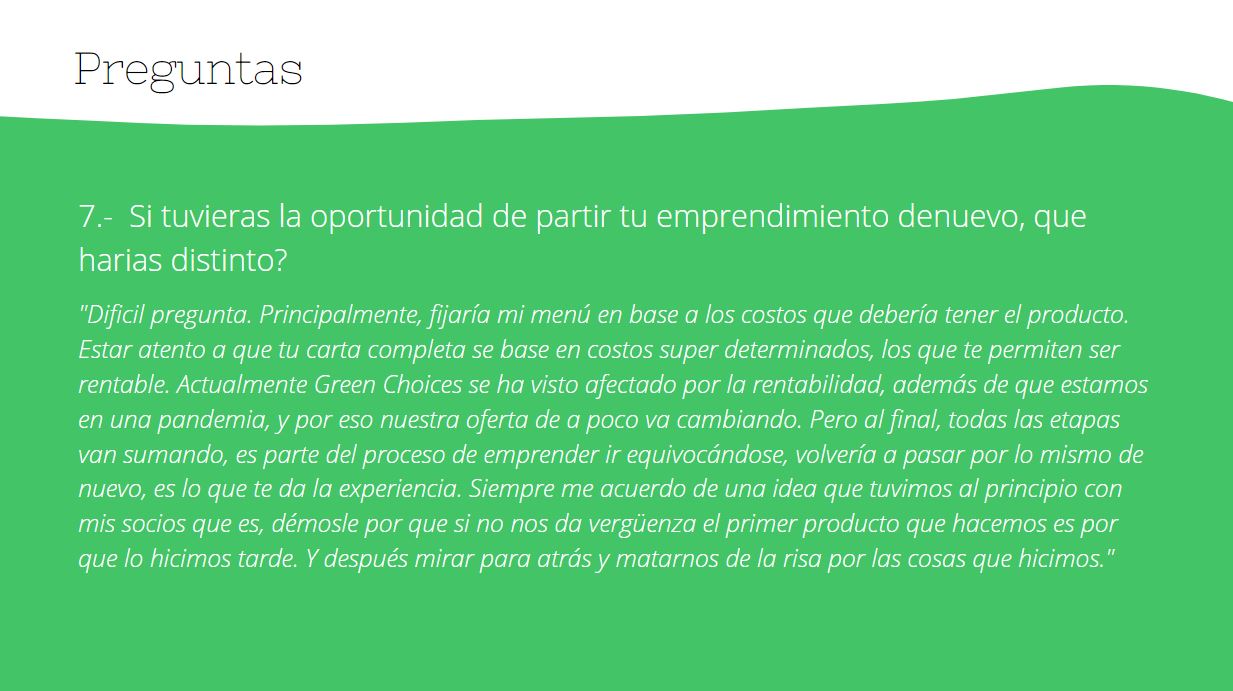 Preguntas
7.-  Si tuvieras la oportunidad de partir tu emprendimiento denuevo, que
harias distinto?
"Dificil pregunta. Principalmente, fijaría mi menú en base a los costos que debería tener el producto.
Estar atento a que tu carta completa se base en costos super determinados, los que te permiten ser
rentable. Actualmente Green Choices se ha visto afectado por la rentabilidad, además de que estamos
en una pandemia, y por eso nuestra oferta de a poco va cambiando. Pero al final, todas las etapas
van sumando, es parte del proceso de emprender ir equivocándose, volvería a pasar por lo mismo de
nuevo, es lo que te da la experiencia. Siempre me acuerdo de una idea que tuvimos al principio con
mis socios que es, démosle por que si no nos da vergüenza el primer producto que hacemos es por
que lo hicimos tarde. Y después mirar para atrás y matarnos de la risa por las cosas que hicimos."